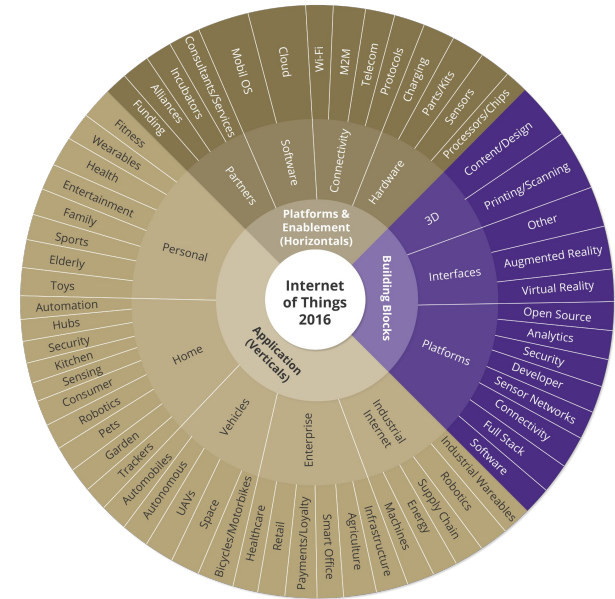 Internet
of Things
2016
Platforms &
Enablement
(Horizontals)
Partners
Software
Connectivity
Hardware
Funding
Alliances
Incubators
Consultants/Services
Mobil OS
Cloud
Wi-Fi
M2M
Telecom
Protocols
Charging
Parts/Kits
Sensors
Processors/Chips
Building Blocks
3D
Interfaces
Platforms
Content/Design
Printing/Scanning
Other
Augmented Reality
Virtual Reality
Open Source
Analytics
Security
Developer
Sensor Networks
Connectivity
Full Stack
Software
Application
(Verticals)
Personal
Home
Vehicles
Enterprise
Industrial
Internet
Fitness
Wearables
Health
Entertainment
Family
Sports
Elderly
Toys
Automation
Hubs
Security
Kitchen
Sensing
Consumer
Robotics
Pets
Garden
Trackers
Automobiles
Autonomous
UAVs
Space
Bicycles/Motorbikes
Healthcare
Retail
Payments/Loyalty
Smart Office
Agriculture
Infrastructure
Machines
Energy
Supply Chain
Robotics
Industrial Wareables